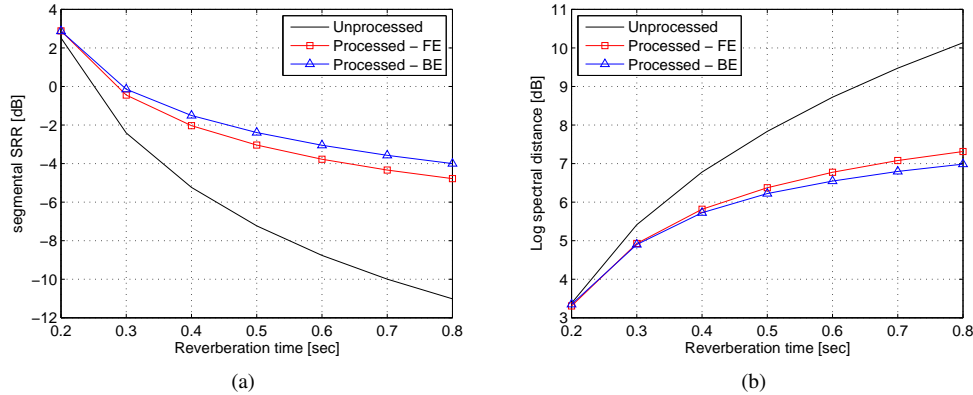 4
2
0
−2
−4
−6
−8
−10
−12
segmental SRR [dB]
Unprocessed
Processed − FE
Processed − BE
0.2 0.3 0.4 0.5 0.6 0.7 0.8
Reverberation time [sec]
(a)
11
10
9
8
7
6
5
4
3
Log spectral distance [dB]
Unprocessed
Processed − FE
Processed − BE
0.2 0.3 0.4 0.5 0.6 0.7 0.8
Reverberation time [sec]
(b)